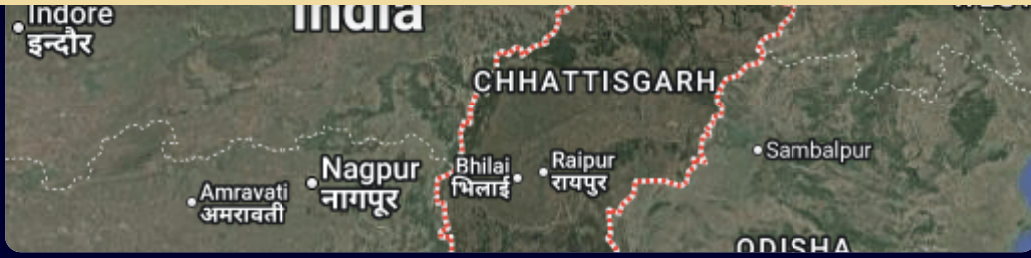 Indore
इन्दौर
India
CHHATTISGARH
Sambalpur
Nagpur
नागपूर
Bhilai
भिलाई
Raipur
रायपुर
Amravati
अमरावती
ODISHA